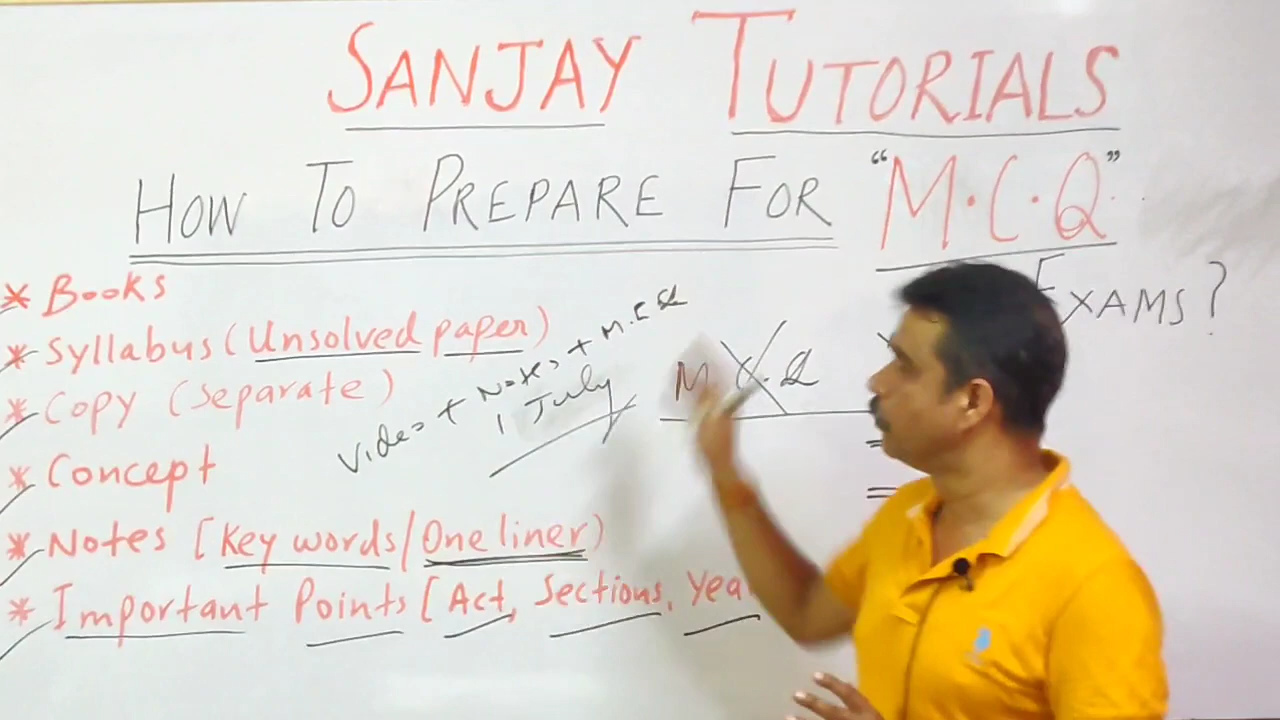 SANJAY TUTORIALS
HOW TO PREPARE FOR "M.C.Q"
EXAMS?
* Books
* Syllabus (Unsolved paper)
* Copy (Separate)
* Concept
* Notes [Key words/One liner)
* Important Points [Act, Sections, Yea
Video + Notes + M.C.Q
1 July